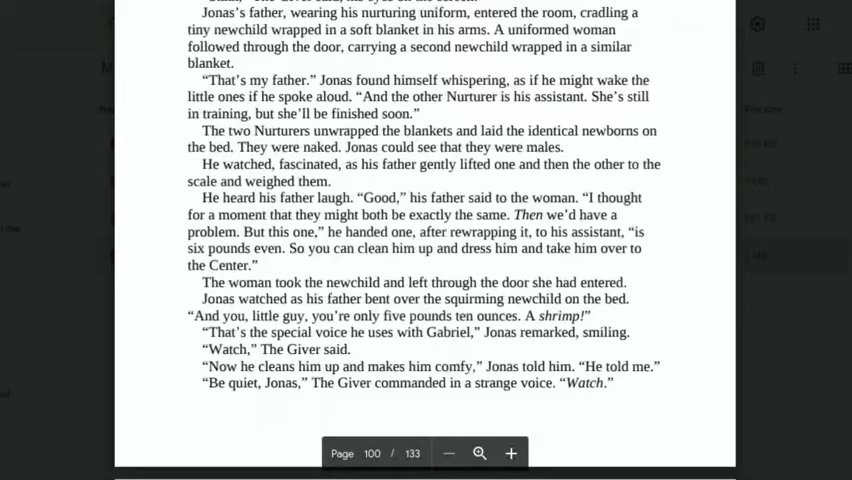 Jonas's father, wearing his nurturing uniform, entered the room, cradling a
tiny newchild wrapped in a soft blanket in his arms. A uniformed woman
followed through the door, carrying a second newchild wrapped in a similar
blanket.
“That's my father.” Jonas found himself whispering, as if he might wake the
little ones if he spoke aloud. “And the other Nurturer is his assistant. She's still
in training, but she'll be finished soon.”
The two Nurturers unwrapped the blankets and laid the identical newborns on
the bed. They were naked. Jonas could see that they were males.
He watched, fascinated, as his father gently lifted one and then the other to the
scale and weighed them.
He heard his father laugh. “Good,” his father said to the woman. “I thought
for a moment that they might both be exactly the same. Then we'd have a
problem. But this one,” he handed one, after rewrapping it, to his assistant, “is
six pounds even. So you can clean him up and dress him and take him over to
the Center.”
The woman took the newchild and left through the door she had entered.
Jonas watched as his father bent over the squirming newchild on the bed.
“And you, little guy, you're only five pounds ten ounces. A shrimp!”
“That's the special voice he uses with Gabriel,” Jonas remarked, smiling.
“Watch,” The Giver said.
“Now he cleans him up and makes him comfy,” Jonas told him. “He told me.”
“Be quiet, Jonas,” The Giver commanded in a strange voice. “Watch.”
Page 100 / 133
File size